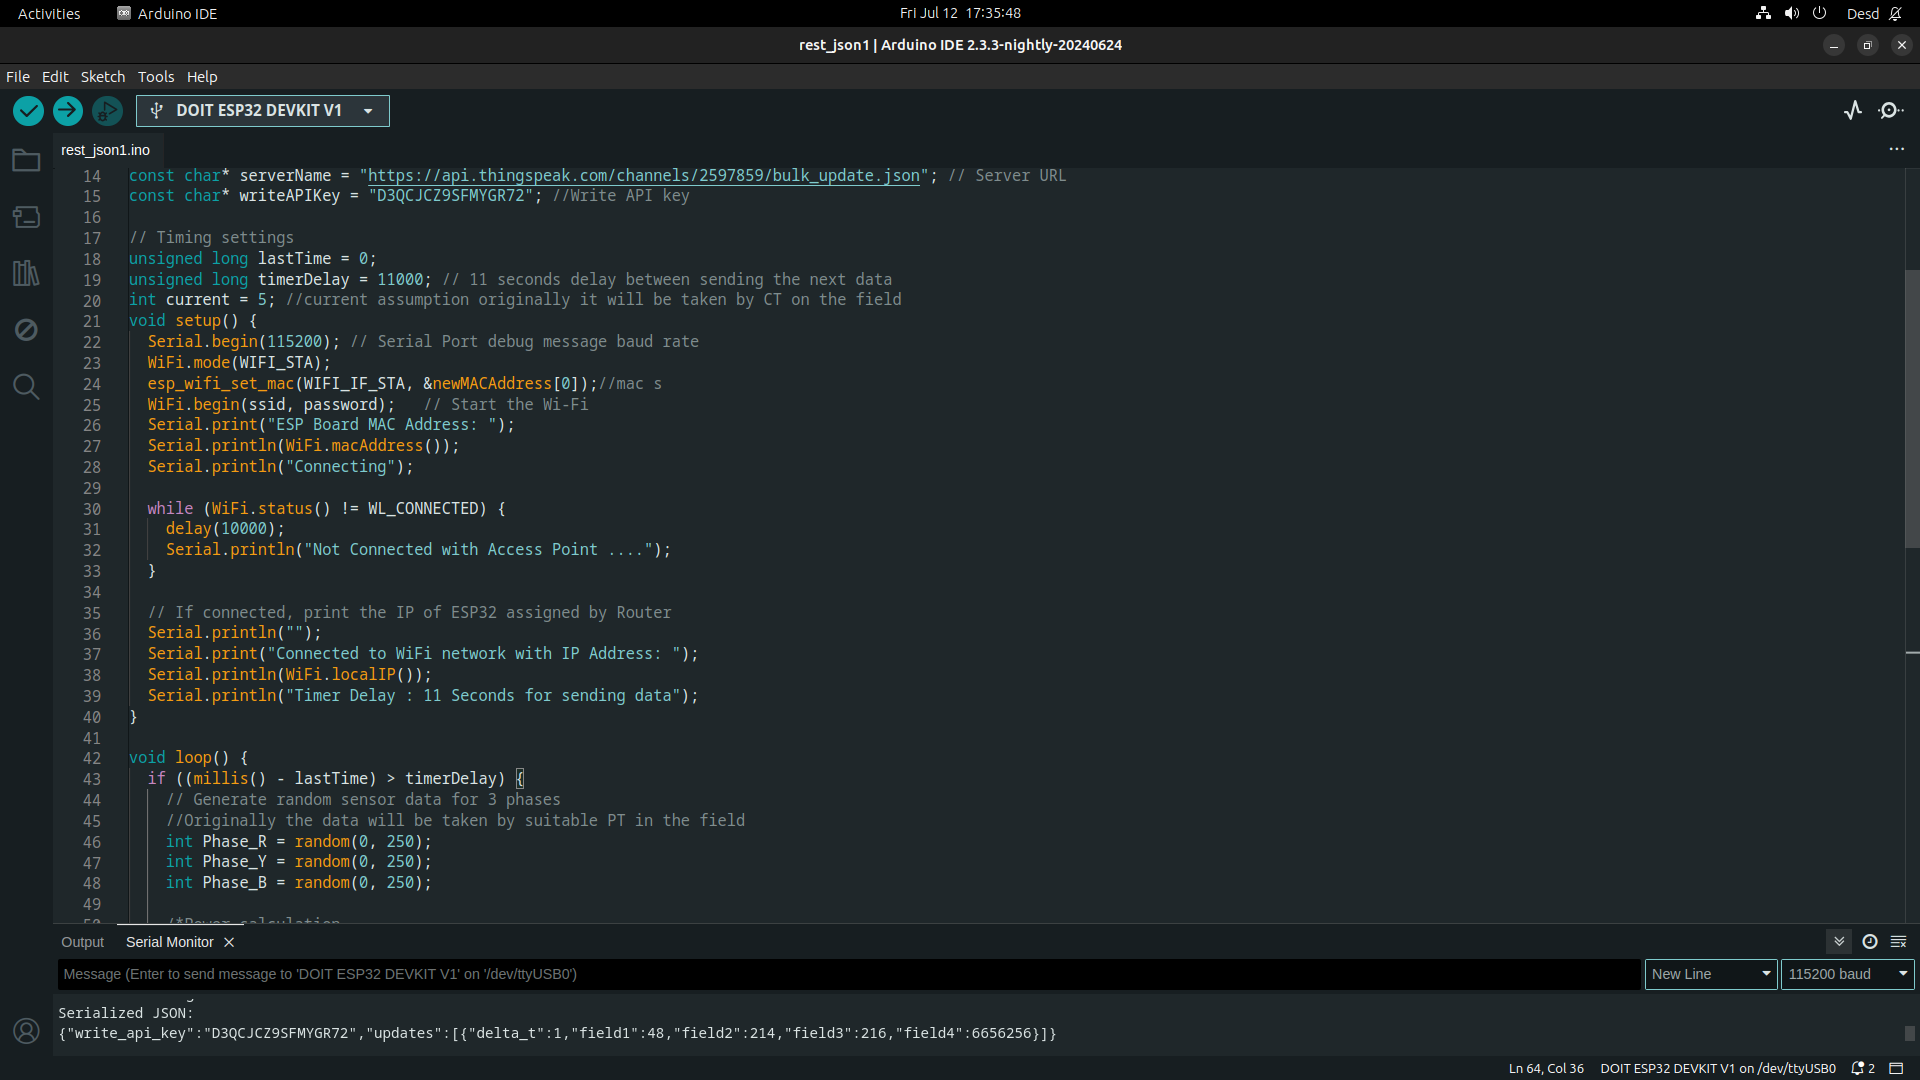 Activities Arduino IDE Fri Jul 12 17:35:48 Desd
rest_json1 | Arduino IDE 2.3.3-nightly-20240624
File Edit Sketch Tools Help
DOIT ESP32 DEVKIT V1
rest_json1.ino
14 const char* serverName = "https://api.thingspeak.com/channels/2597859/bulk_update.json"; // Server URL
15 const char* writeAPIKey = "D3QCJCZ9SFMYGR72"; //Write API key
16
17 // Timing settings
18 unsigned long lastTime = 0;
19 unsigned long timerDelay = 11000; // 11 seconds delay between sending the next data
20 int current = 5; //current assumption originally it will be taken by CT on the field
21 void setup() {
22 Serial.begin(115200); // Serial Port debug message baud rate
23 WiFi.mode(WIFI_STA);
24 esp_wifi_set_mac(WIFI_IF_STA, &newMACAddress[0]);//mac s
25 WiFi.begin(ssid, password); // Start the Wi-Fi
26 Serial.print("ESP Board MAC Address: ");
27 Serial.println(WiFi.macAddress());
28 Serial.println("Connecting");
29
30 while (WiFi.status() != WL_CONNECTED) {
31 delay(10000);
32 Serial.println("Not Connected with Access Point ....");
33 }
34
35 // If connected, print the IP of ESP32 assigned by Router
36 Serial.println("");
37 Serial.print("Connected to WiFi network with IP Address: ");
38 Serial.println(WiFi.localIP());
39 Serial.println("Timer Delay : 11 Seconds for sending data");
40 }
41
42 void loop() {
43 if ((millis() - lastTime) > timerDelay) {
44 // Generate random sensor data for 3 phases
45 //Originally the data will be taken by suitable PT in the field
46 int Phase_R = random(0, 250);
47 int Phase_Y = random(0, 250);
48 int Phase_B = random(0, 250);
49
50 /*Power calculation
Output Serial Monitor
Message (Enter to send message to 'DOIT ESP32 DEVKIT V1' on '/dev/ttyUSB0') New Line 115200 baud
Serialized JSON:
{"write_api_key":"D3QCJCZ9SFMYGR72","updates":[{"delta_t":1,"field1":48,"field2":214,"field3":216,"field4":6656256}]}
Ln 64, Col 36 DOIT ESP32 DEVKIT V1 on /dev/ttyUSB0 2